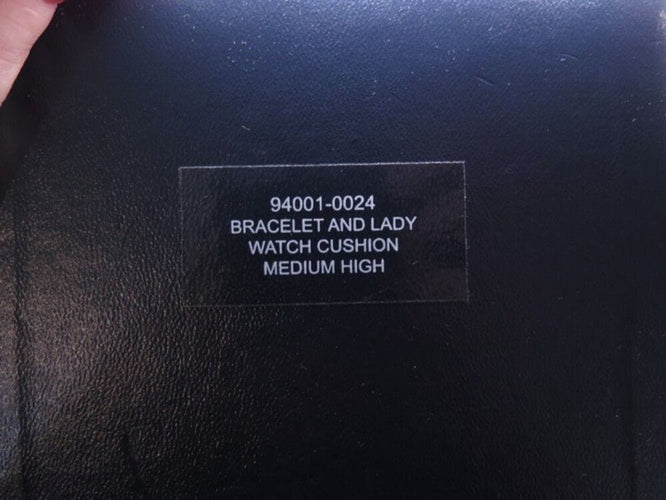 94001-0024
BRACELET AND LADY
WATCH CUSHION
MEDIUM HIGH